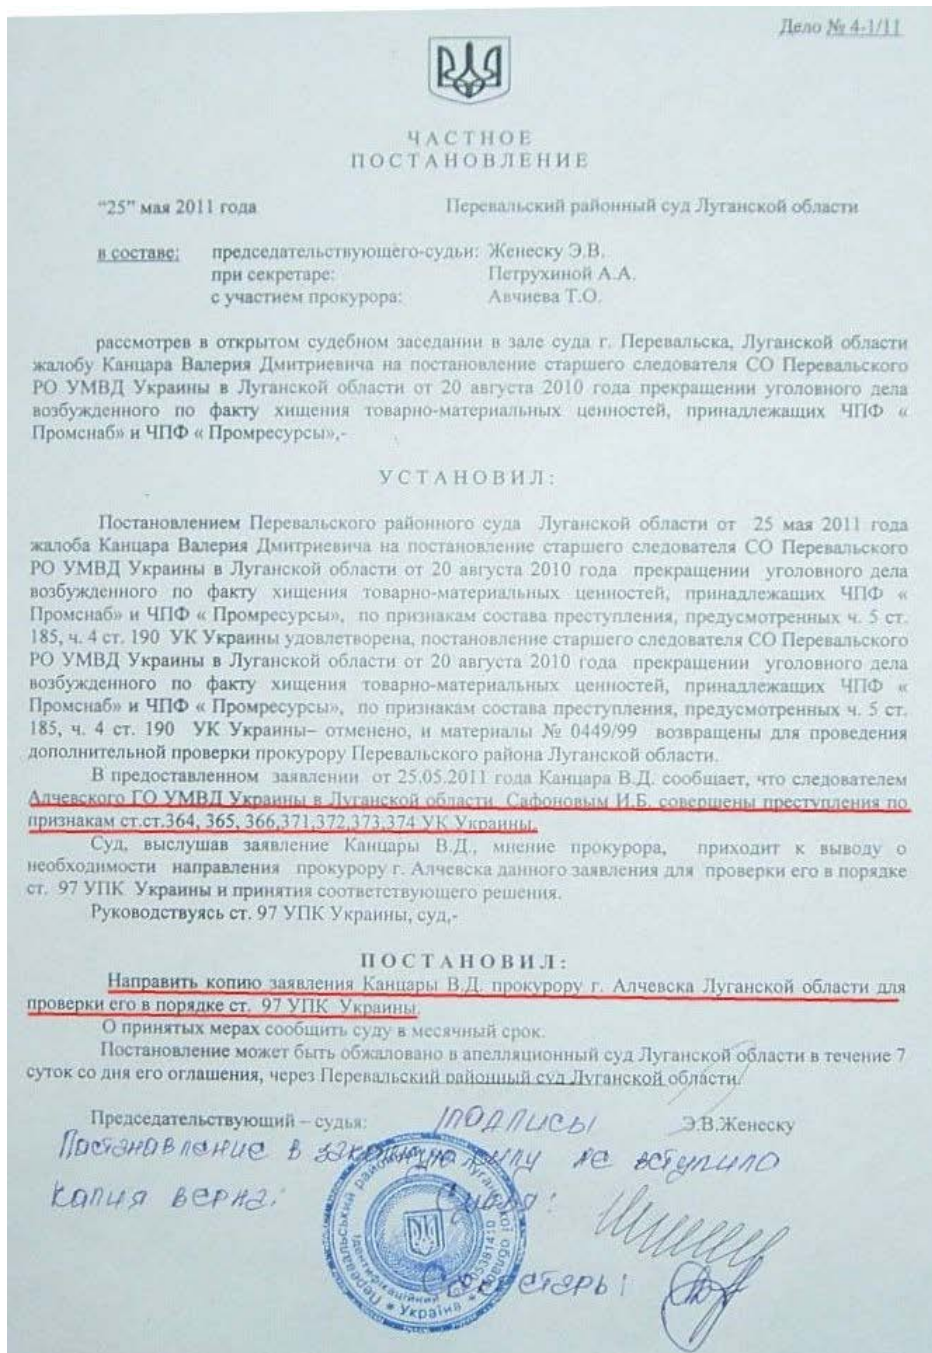 Дело № 4-1/11
ЧАСТНОЕ
ПОСТАНОВЛЕНИЕ
“25” мая 2011 года Перевальский районный суд Луганской области
в составе: председательствующего-судьи: Женеску Э.В.
при секретаре: Петрухиной А.А.
с участием прокурора: Авчиева Т.О.
рассмотрев в открытом судебном заседании в зале суда г. Перевальска, Луганской области
жалобу Канцара Валерия Дмитриевича на постановление старшего следователя СО Перевальского
РО УМВД Украины в Луганской области от 20 августа 2010 года прекращении уголовного дела
возбужденного по факту хищения товарно-материальных ценностей, принадлежащих ЧПФ «
Промснаб» и ЧПФ « Промресурсы»,-
УСТАНОВИЛ:
Постановлением Перевальского районного суда Луганской области от 25 мая 2011 года
жалоба Канцара Валерия Дмитриевича на постановление старшего следователя СО Перевальского
РО УМВД Украины в Луганской области от 20 августа 2010 года прекращении уголовного дела
возбужденного по факту хищения товарно-материальных ценностей, принадлежащих ЧПФ «
Промснаб» и ЧПФ « Промресурсы», по признакам состава преступления, предусмотренных ч. 5 ст.
185, ч. 4 ст. 190 УК Украины удовлетворена, постановление старшего следователя СО Перевальского
РО УМВД Украины в Луганской области от 20 августа 2010 года прекращении уголовного дела
возбужденного по факту хищения товарно-материальных ценностей, принадлежащих ЧПФ «
Промснаб» и ЧПФ « Промресурсы», по признакам состава преступления, предусмотренных ч. 5 ст.
185, ч. 4 ст. 190 УК Украины– отменено, и материалы № 0449/99 возвращены для проведения
дополнительной проверки прокурору Перевальского района Луганской области.
В предоставленном заявлении от 25.05.2011 года Канцара В.Д. сообщает, что следователем
Алчевского ГО УМВД Украины в Луганской области Сафоновым И.Б. совершены преступления по
признакам ст.ст.364, 365, 366,371,372,373,374 УК Украины.
Суд, выслушав заявление Канцары В.Д., мнение прокурора, приходит к выводу о
необходимости направления прокурору г. Алчевска данного заявления для проверки его в порядке
ст. 97 УПК Украины и принятия соответствующего решения.
Руководствуясь ст. 97 УПК Украины, суд,-
ПОСТАНОВИЛ:
Направить копию заявления Канцары В.Д. прокурору г. Алчевска Луганской области для
проверки его в порядке ст. 97 УПК Украины.
О принятых мерах сообщить суду в месячный срок.
Постановление может быть обжаловано в апелляционный суд Луганской области в течение 7
суток со дня его оглашения, через Перевальский районный суд Луганской области.
Председательствующий – судья: подписы Э.В.Женеску
Постановление в законную силу не вступило
Копия верна: Судья:
Секретарь:
Перевальський районний суд Луганської області
Ідентифікаційний
Україна